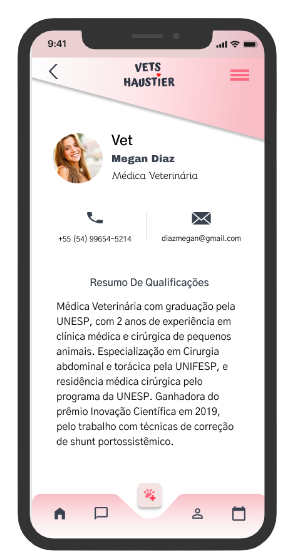 9:41
VETS
HAUSTIER
Vet
Megan Diaz
Médica Veterinária
+55 (54) 99654-5214
diazmegan@gmail.com
Resumo De Qualificações
Médica Veterinária com graduação pela
UNESP, com 2 anos de experiência em
clínica médica e cirúrgica de pequenos
animais. Especialização em Cirurgia
abdominal e torácica pela UNIFESP, e
residência médica cirúrgica pelo
programa da UNESP. Ganhadora do
prêmio Inovação Científica em 2019,
pelo trabalho com técnicas de correção
de shunt portossistêmico.